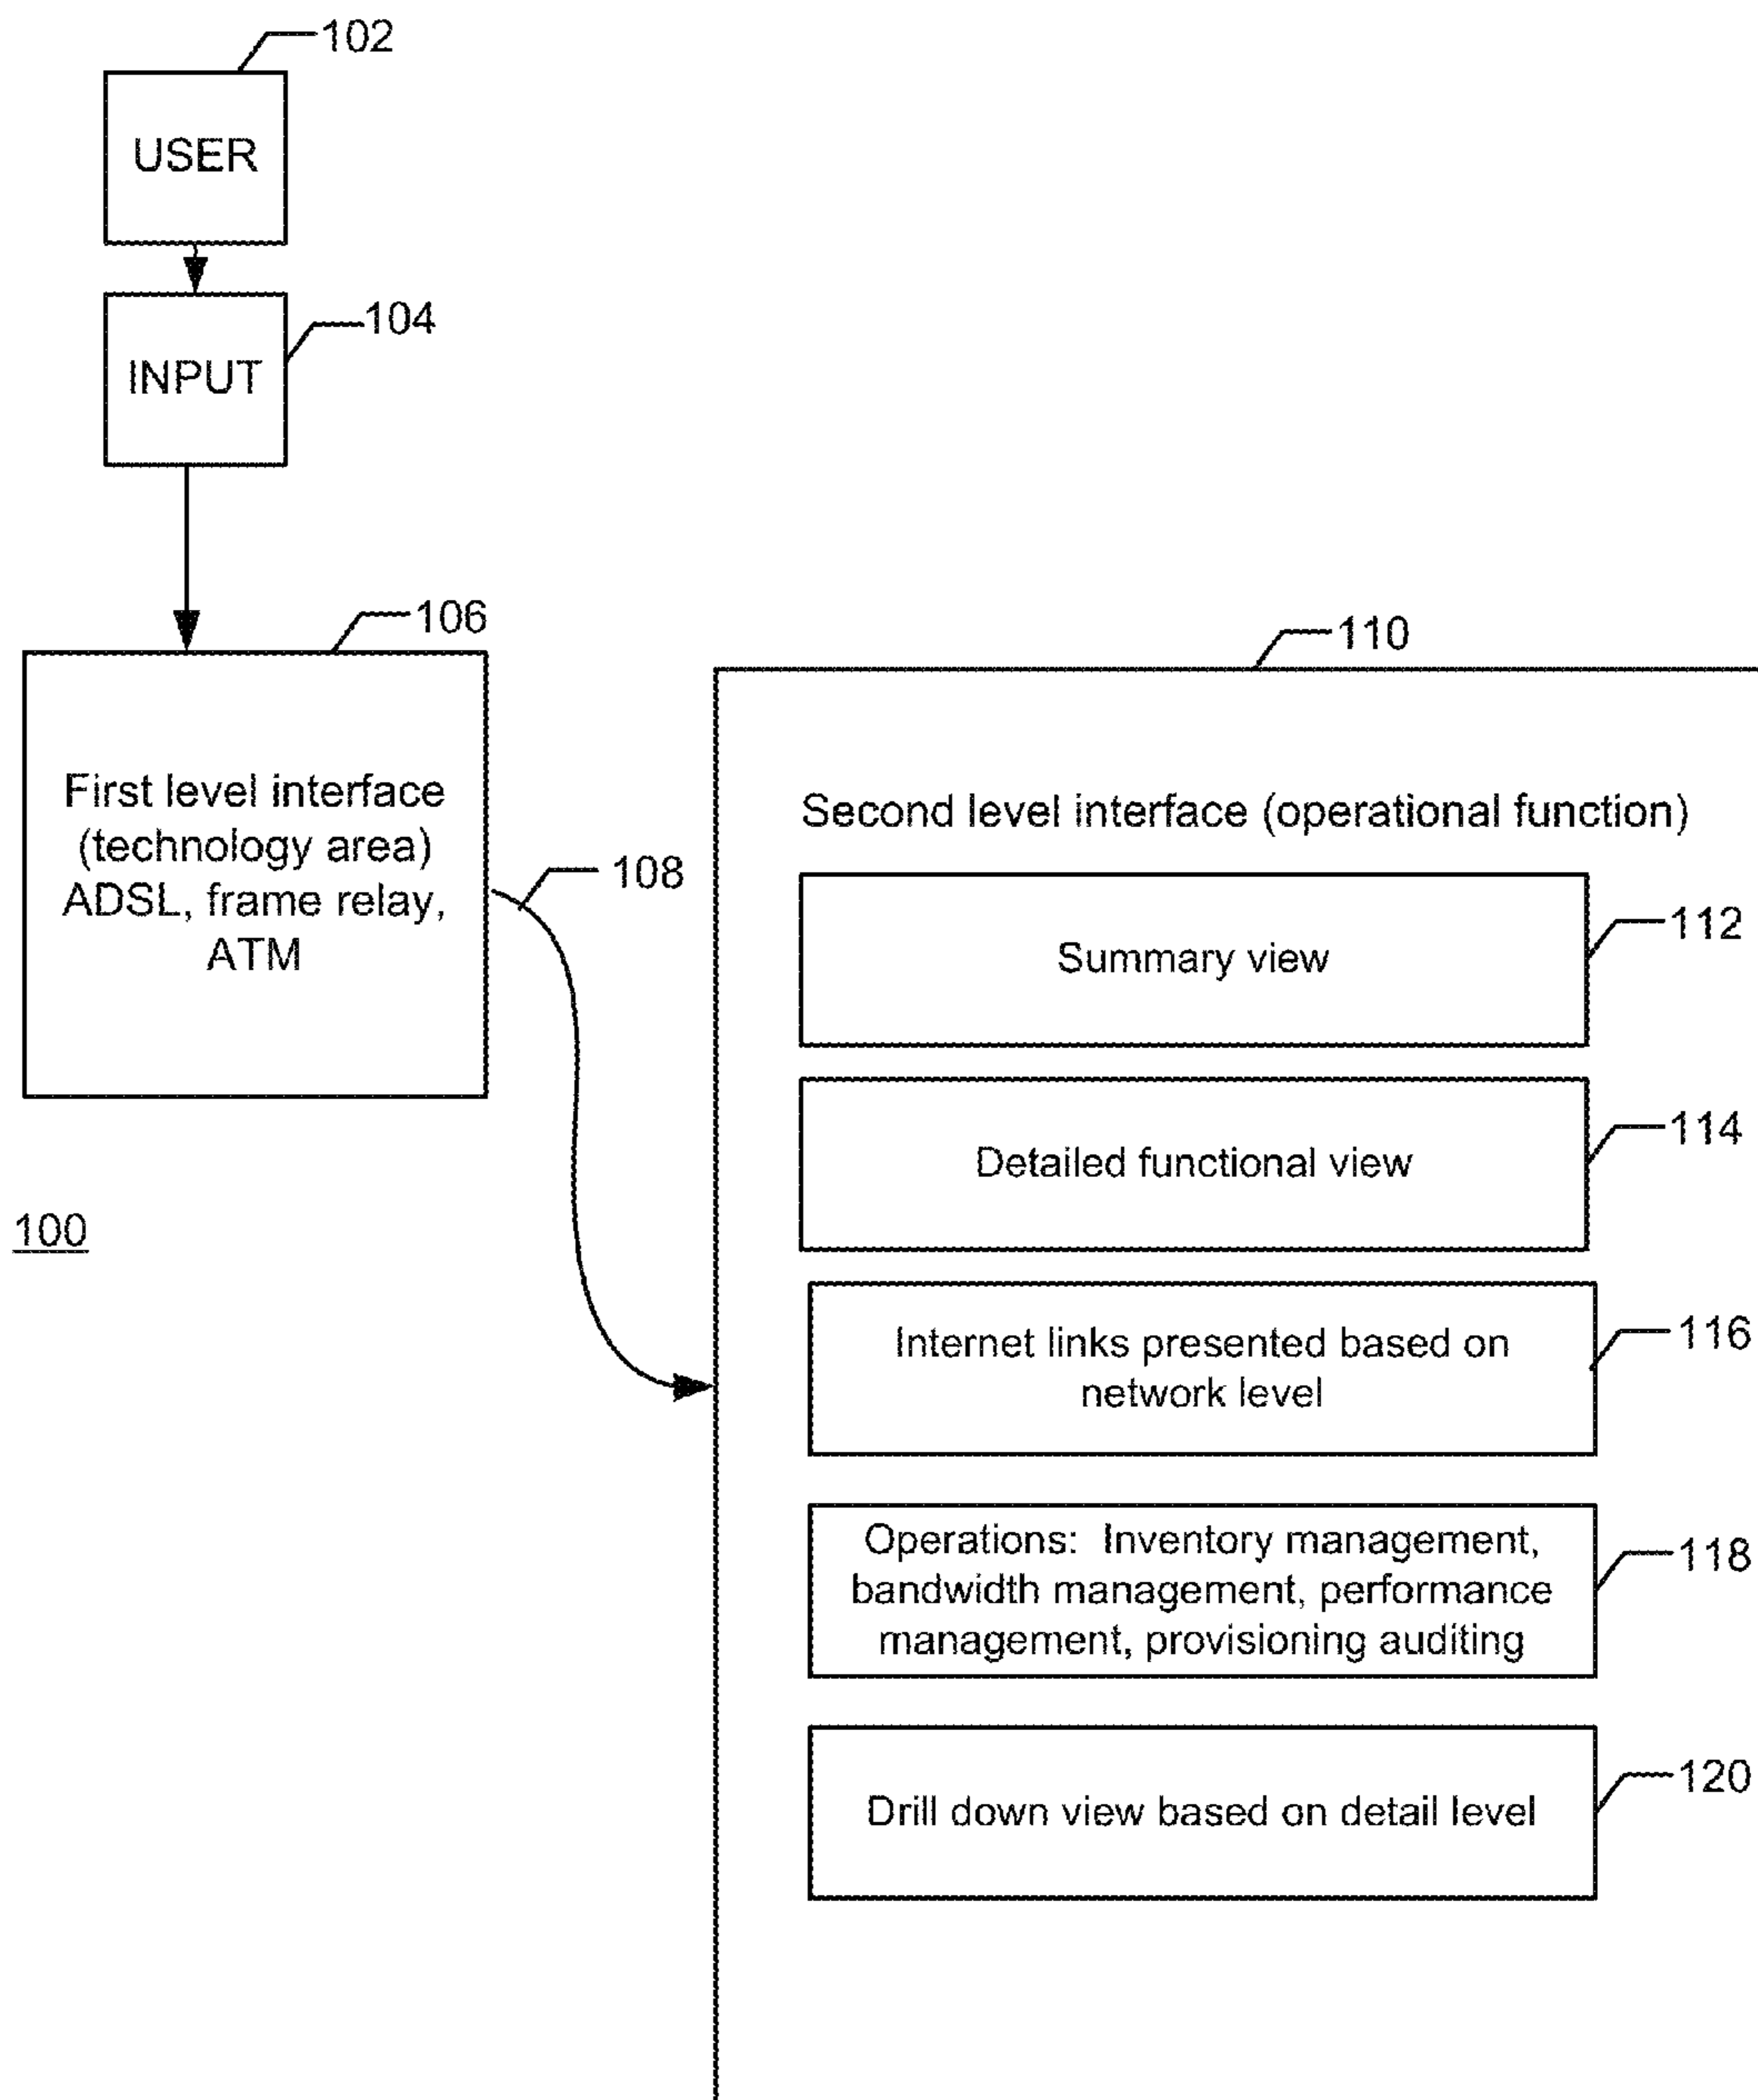 102
USER
104
INPUT
106
First level interface
(technology area)
ADSL, frame relay,
ATM
108
110
Second level interface (operational function)
112
Summary view
114
Detailed functional view
100
116
Internet links presented based on
network level
118
Operations:  Inventory management,
bandwidth management, performance
management, provisioning auditing
120
Drill down view based on detail level